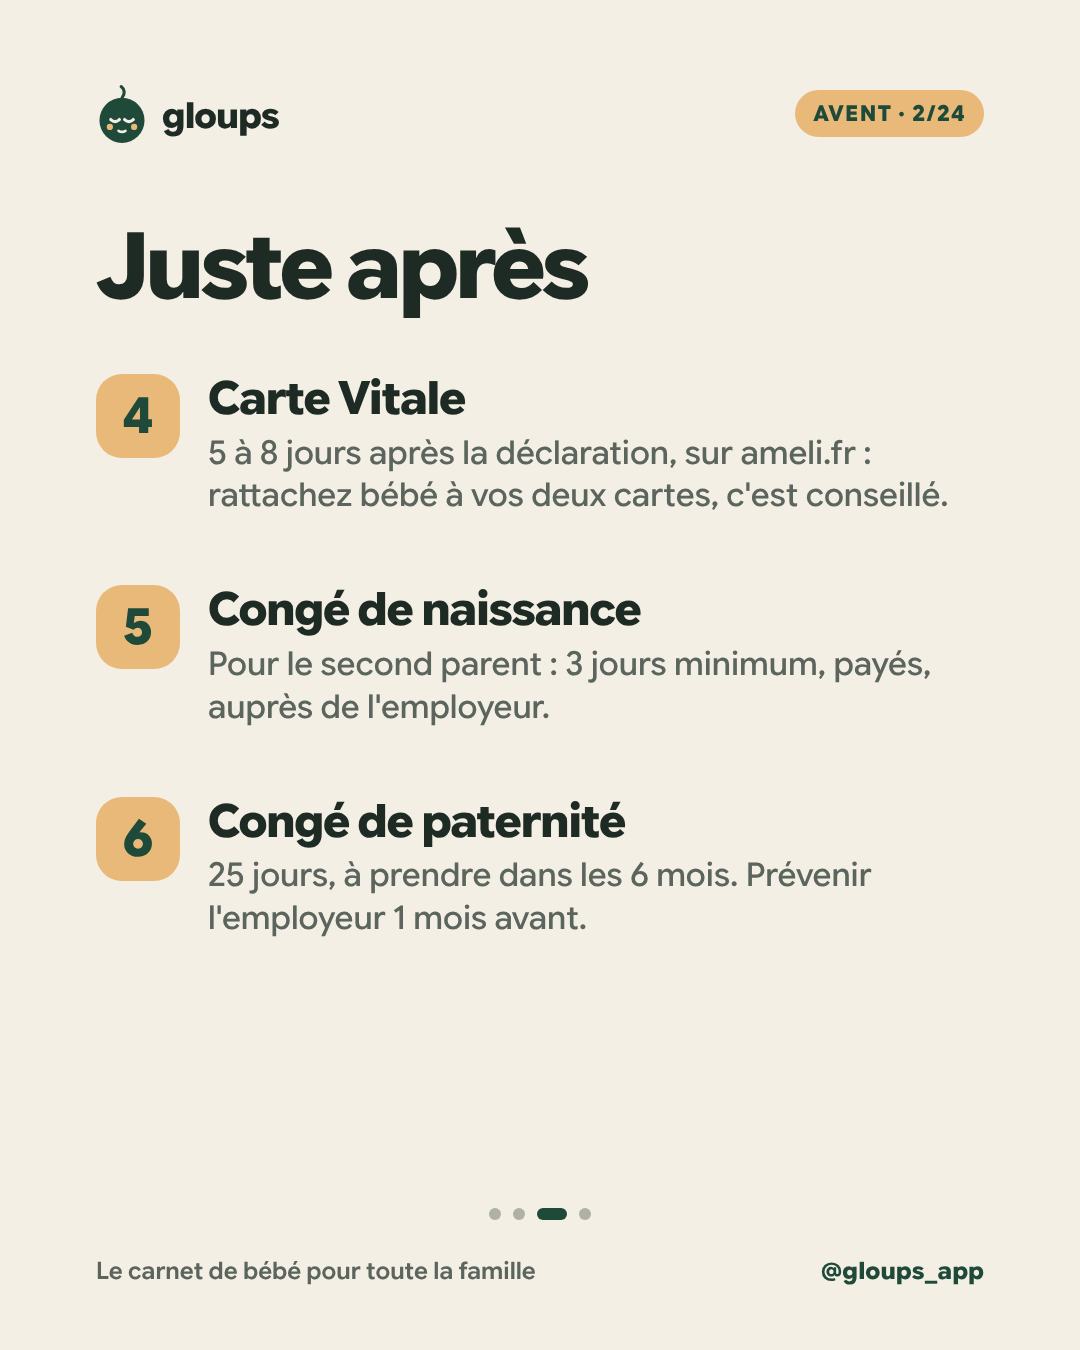 gloups
AVENT · 2/24
Juste après
4
Carte Vitale
5 à 8 jours après la déclaration, sur ameli.fr :
rattachez bébé à vos deux cartes, c'est conseillé.
5
Congé de naissance
Pour le second parent : 3 jours minimum, payés,
auprès de l'employeur.
6
Congé de paternité
25 jours, à prendre dans les 6 mois. Prévenir
l'employeur 1 mois avant.
Le carnet de bébé pour toute la famille
@gloups_app